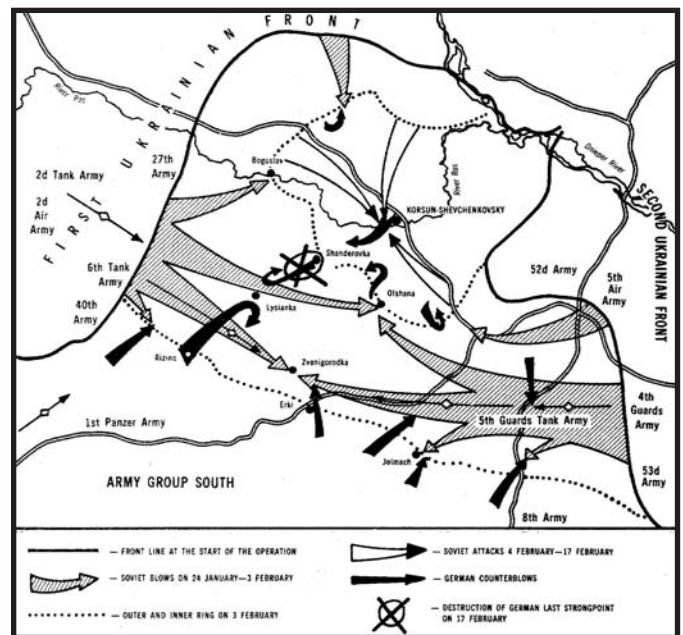 FIRST UKRAINIAN FRONT
River Ros
27th
Army
2d Tank Army
2d
Air
Army
6th Tank
Army
40th
Army
Boguslav
River Ros
Dnieper River
KORSUN-SHEVCHENKOVSKY
SECOND UKRAINIAN FRONT
Shanderovka
52d Army
5th
Air
Army
Olshana
Lysianka
Rizino
Zvenigorodka
Erki
4th
Guards
Army
5th Guards Tank Army
1st Panzer Army
53d
Army
ARMY GROUP SOUTH
8th Army
— FRONT LINE AT THE START OF THE OPERATION
— SOVIET BLOWS ON 24 JANUARY—3 FEBRUARY
— OUTER AND INNER RING ON 3 FEBRUARY
— SOVIET ATTACKS 4 FEBRUARY—17 FEBRUARY
— GERMAN COUNTERBLOWS
— DESTRUCTION OF GERMAN LAST STRONGPOINT
ON 17 FEBRUARY